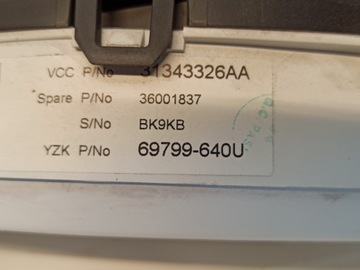 VCC P/No 31343326AA
Spare P/No 36001837
S/No BK9KB
YZK P/No 69799-640U